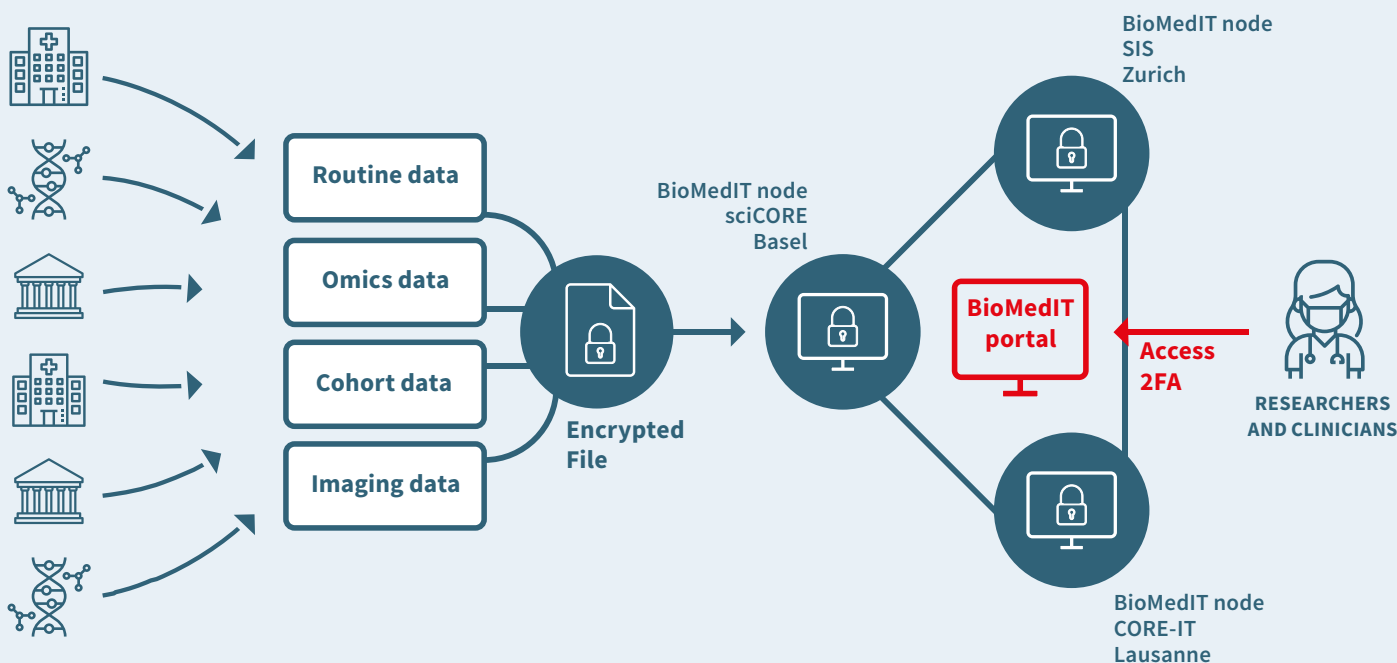 BioMedIT node
SIS
Zurich
Routine data
BioMedIT node
sciCORE
Basel
Omics data
BioMedIT
portal
Access
2FA
Cohort data
RESEARCHERS
AND CLINICIANS
Encrypted
File
Imaging data
BioMedIT node
CORE-IT
Lausanne